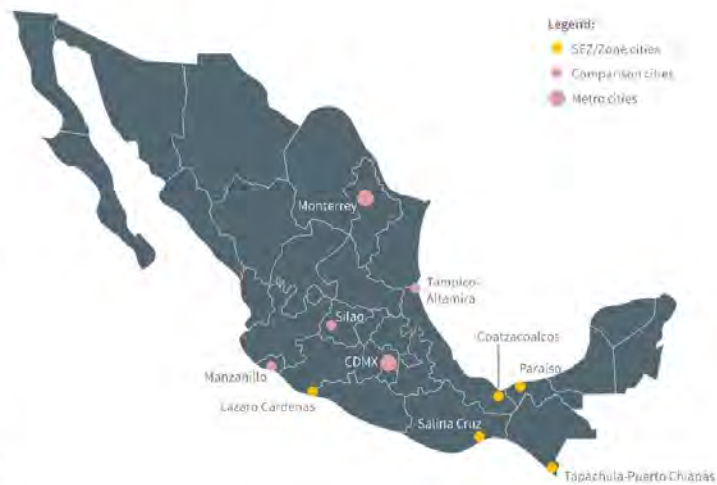 Legend:
SEZ/Zone cities
Comparison cities
Metro cities
Monterrey
Tampico-
Altamira
Silao
Coatzacoalcos
CDMX
Paraiso
Manzanillo
Lazaro Cardenas
Salina Cruz
Tapachula-Puerto Chiapas